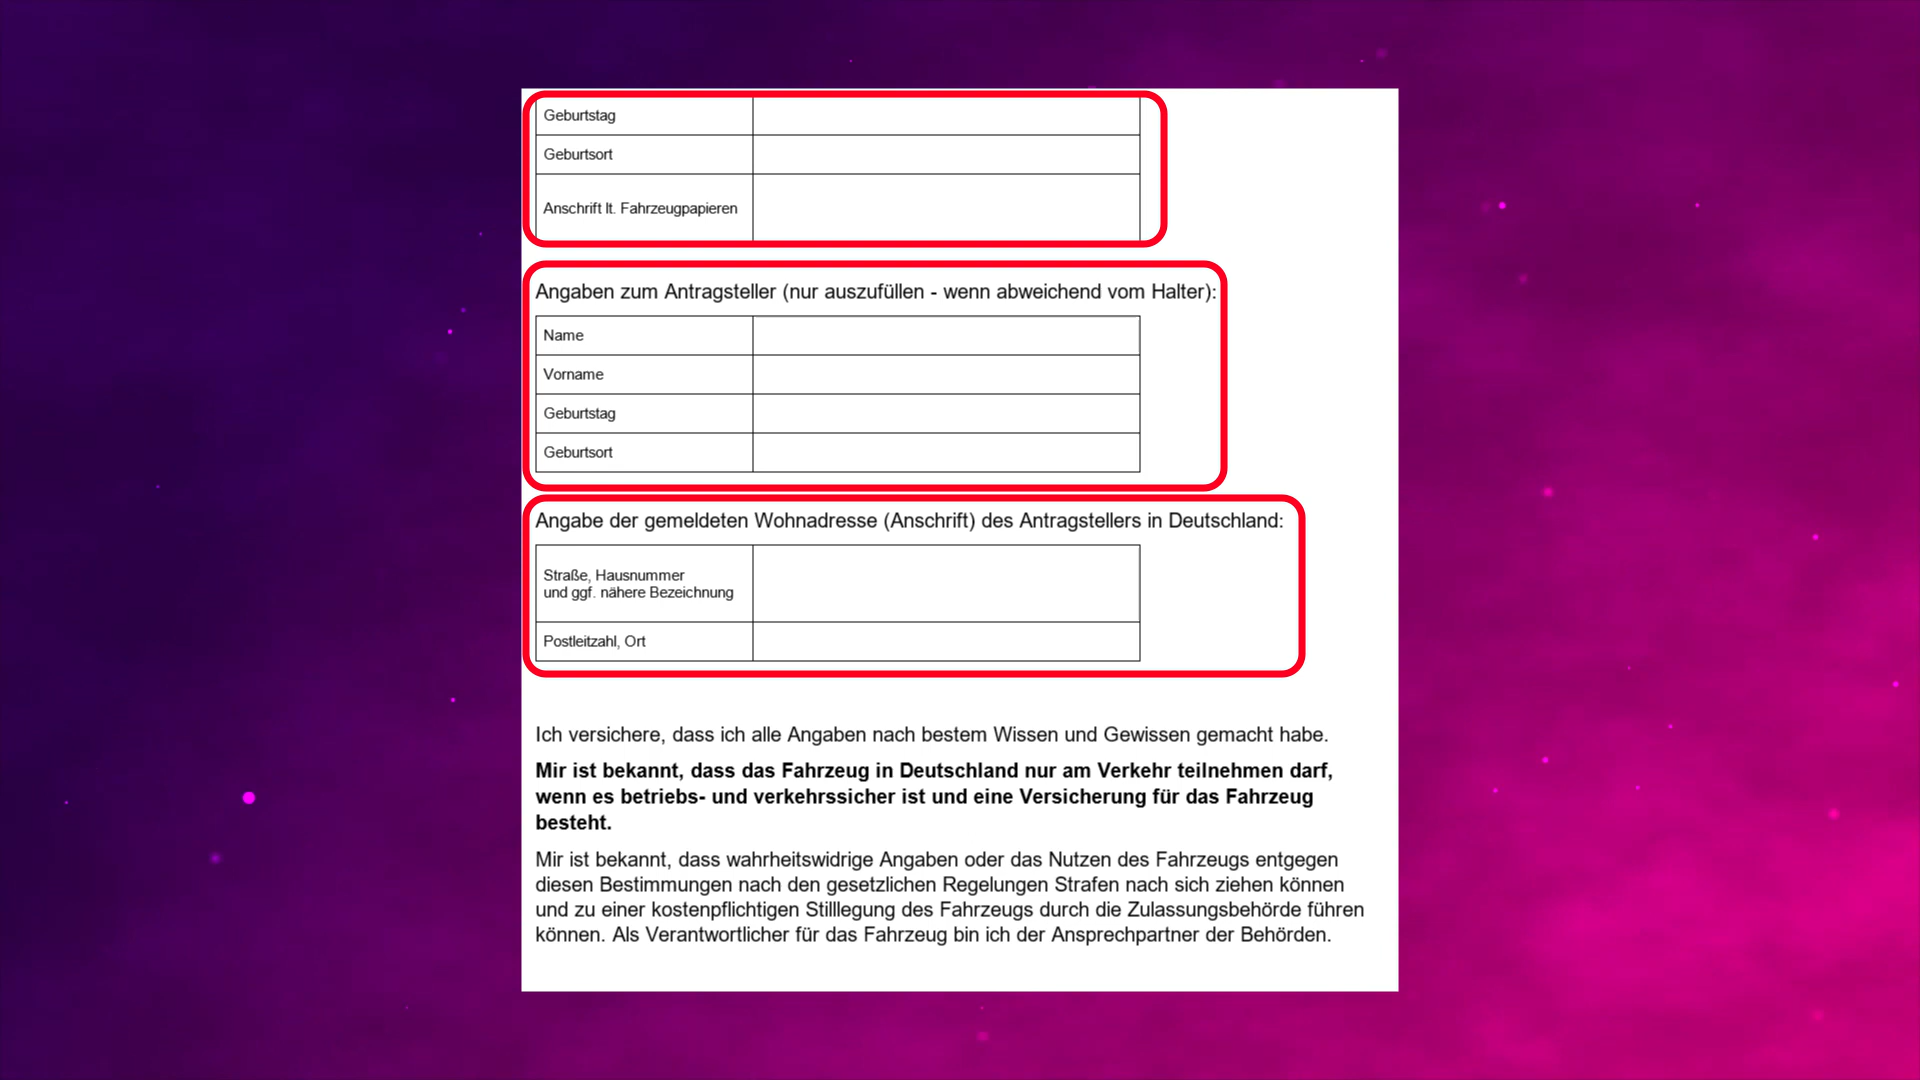 Geburtstag
Geburtsort
Anschrift lt. Fahrzeugpapieren
Angaben zum Antragsteller (nur auszufüllen - wenn abweichend vom Halter):
Name
Vorname
Geburtstag
Geburtsort
Angabe der gemeldeten Wohnadresse (Anschrift) des Antragstellers in Deutschland:
Straße, Hausnummer
und ggf. nähere Bezeichnung
Postleitzahl, Ort
Ich versichere, dass ich alle Angaben nach bestem Wissen und Gewissen gemacht habe.
Mir ist bekannt, dass das Fahrzeug in Deutschland nur am Verkehr teilnehmen darf,
wenn es betriebs- und verkehrssicher ist und eine Versicherung für das Fahrzeug
besteht.
Mir ist bekannt, dass wahrheitswidrige Angaben oder das Nutzen des Fahrzeugs entgegen
diesen Bestimmungen nach den gesetzlichen Regelungen Strafen nach sich ziehen können
und zu einer kostenpflichtigen Stilllegung des Fahrzeugs durch die Zulassungsbehörde führen
können. Als Verantwortlicher für das Fahrzeug bin ich der Ansprechpartner der Behörden.